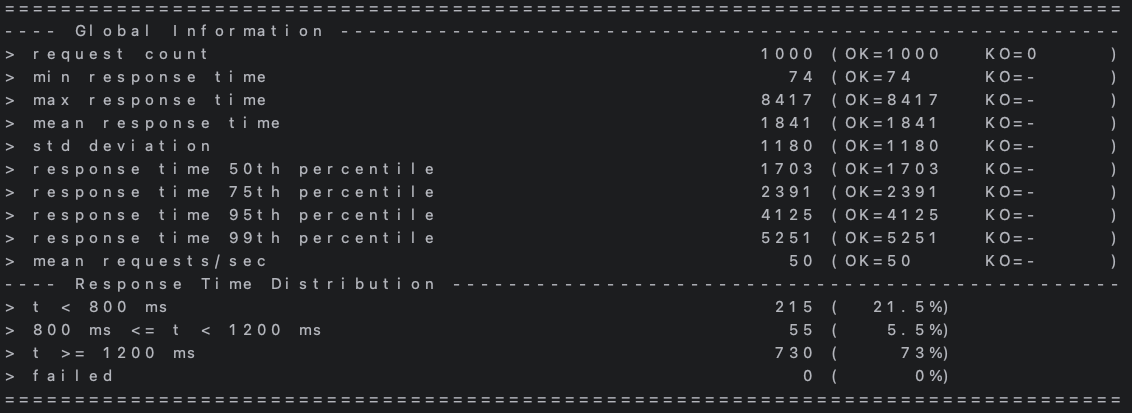 ================================================================================
---- Global Information --------------------------------------------------------
> request count                                       1000 (OK=1000   KO=0     )
> min response time                                     74 (OK=74     KO=-     )
> max response time                                   8417 (OK=8417   KO=-     )
> mean response time                                  1841 (OK=1841   KO=-     )
> std deviation                                       1180 (OK=1180   KO=-     )
> response time 50th percentile                       1703 (OK=1703   KO=-     )
> response time 75th percentile                       2391 (OK=2391   KO=-     )
> response time 95th percentile                       4125 (OK=4125   KO=-     )
> response time 99th percentile                       5251 (OK=5251   KO=-     )
> mean requests/sec                                     50 (OK=50     KO=-     )
---- Response Time Distribution ------------------------------------------------
> t < 800 ms                                           215 (  21.5%)
> 800 ms <= t < 1200 ms                                 55 (   5.5%)
> t >= 1200 ms                                         730 (    73%)
> failed                                                 0 (     0%)
================================================================================